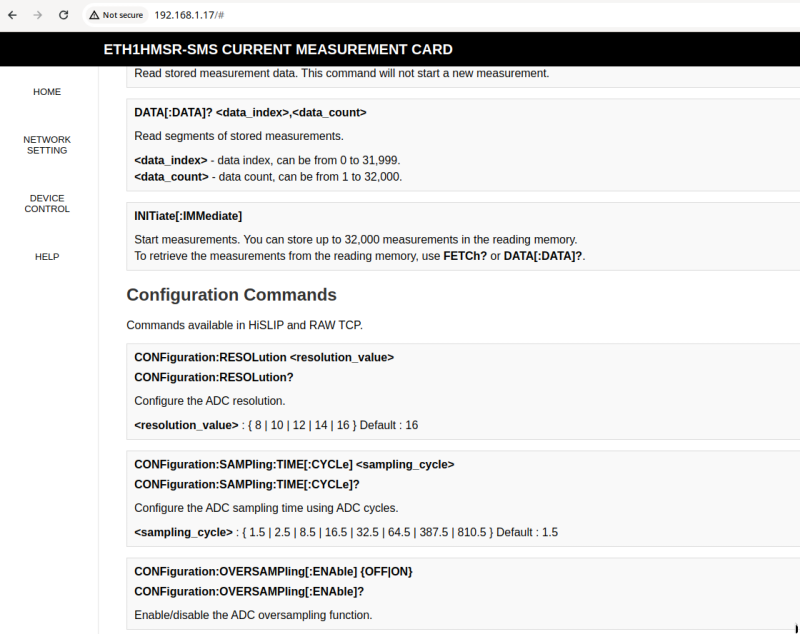 Not secure 192.168.1.17/#
ETH1HMSR-SMS CURRENT MEASUREMENT CARD
HOME
NETWORK
SETTING
DEVICE
CONTROL
HELP
Read stored measurement data. This command will not start a new measurement.
DATA[:DATA]? <data_index>,<data_count>
Read segments of stored measurements.
<data_index> - data index, can be from 0 to 31,999.
<data_count> - data count, can be from 1 to 32,000.
INITiate[:IMMediate]
Start measurements. You can store up to 32,000 measurements in the reading memory.
To retrieve the measurements from the reading memory, use FETCh? or DATA[:DATA]?.
Configuration Commands
Commands available in HiSLIP and RAW TCP.
CONFiguration:RESOLution <resolution_value>
CONFiguration:RESOLution?
Configure the ADC resolution.
<resolution_value> : { 8 | 10 | 12 | 14 | 16 } Default : 16
CONFiguration:SAMPling:TIME[:CYCLe] <sampling_cycle>
CONFiguration:SAMPling:TIME[:CYCLe]?
Configure the ADC sampling time using ADC cycles.
<sampling_cycle> : { 1.5 | 2.5 | 8.5 | 16.5 | 32.5 | 64.5 | 387.5 | 810.5 } Default : 1.5
CONFiguration:OVERSAMPling[:ENAble] {OFF|ON}
CONFiguration:OVERSAMPling[:ENAble]?
Enable/disable the ADC oversampling function.